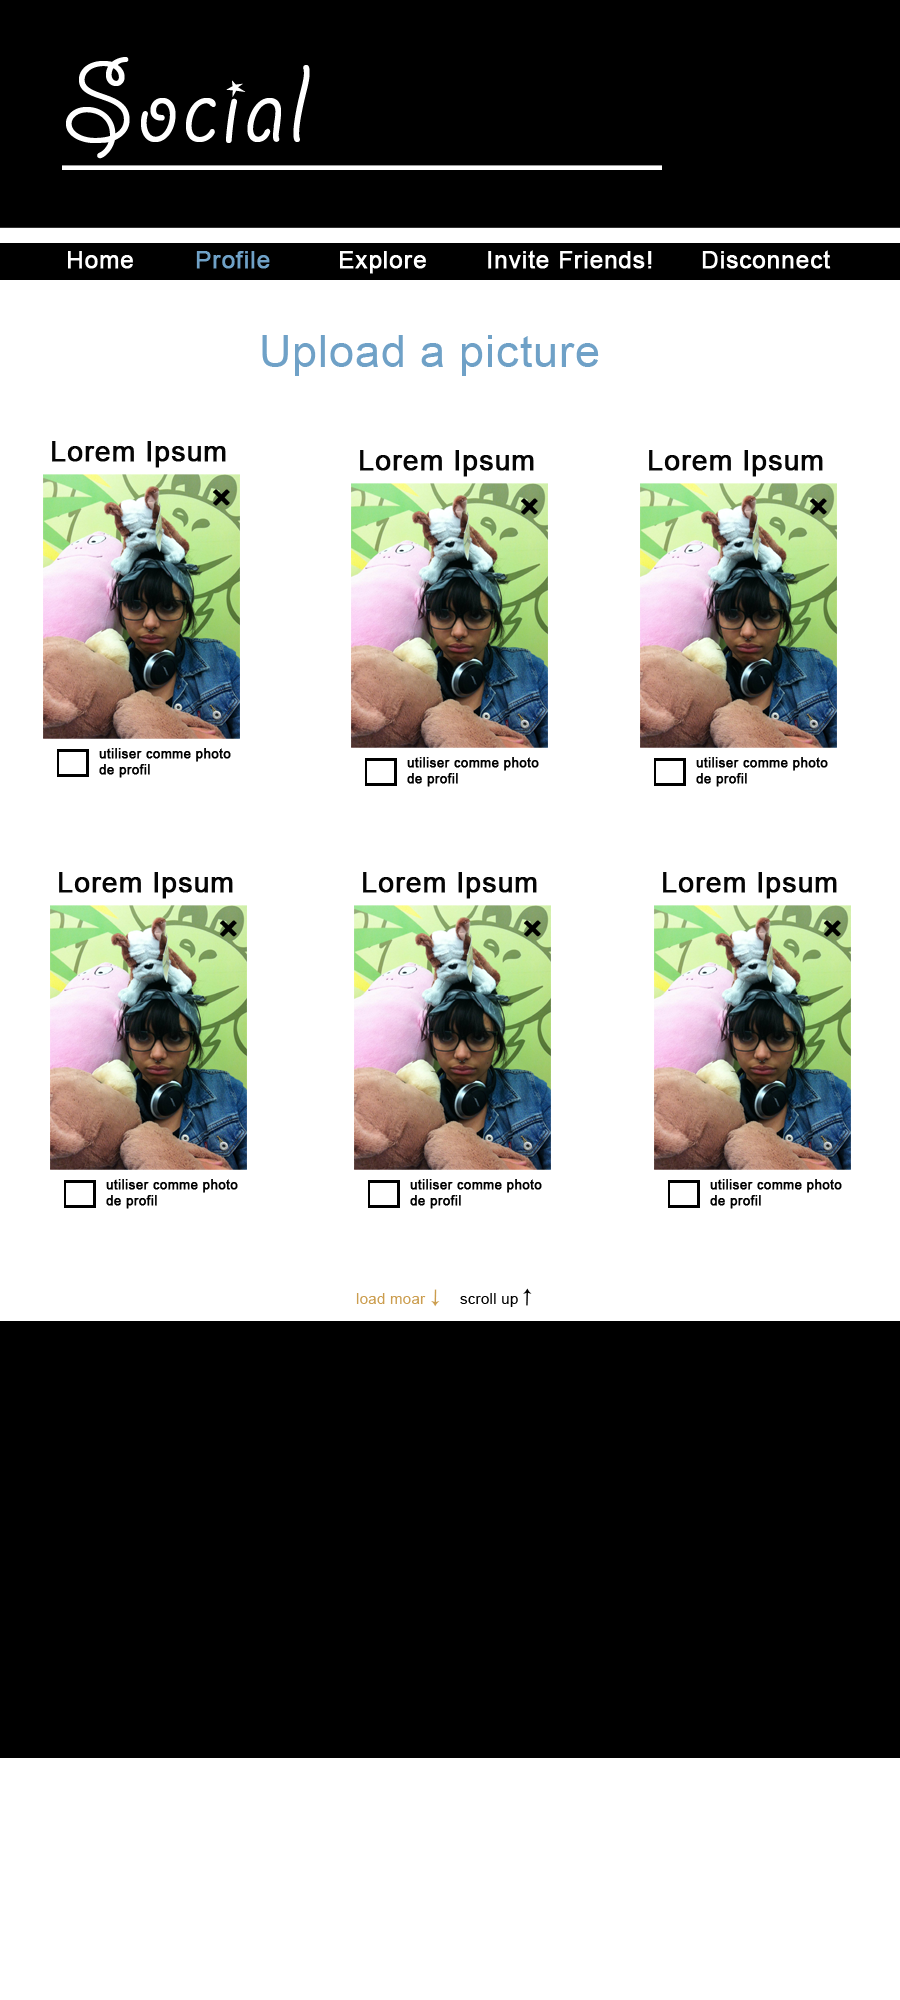 Social
Home Profile Explore Invite Friends! Disconnect
Upload a picture
Lorem Ipsum Lorem Ipsum Lorem Ipsum
utiliser comme photo
de profil
utiliser comme photo
de profil
utiliser comme photo
de profil
Lorem Ipsum Lorem Ipsum Lorem Ipsum
utiliser comme photo
de profil
utiliser comme photo
de profil
utiliser comme photo
de profil
load moar ↓ scroll up ↑